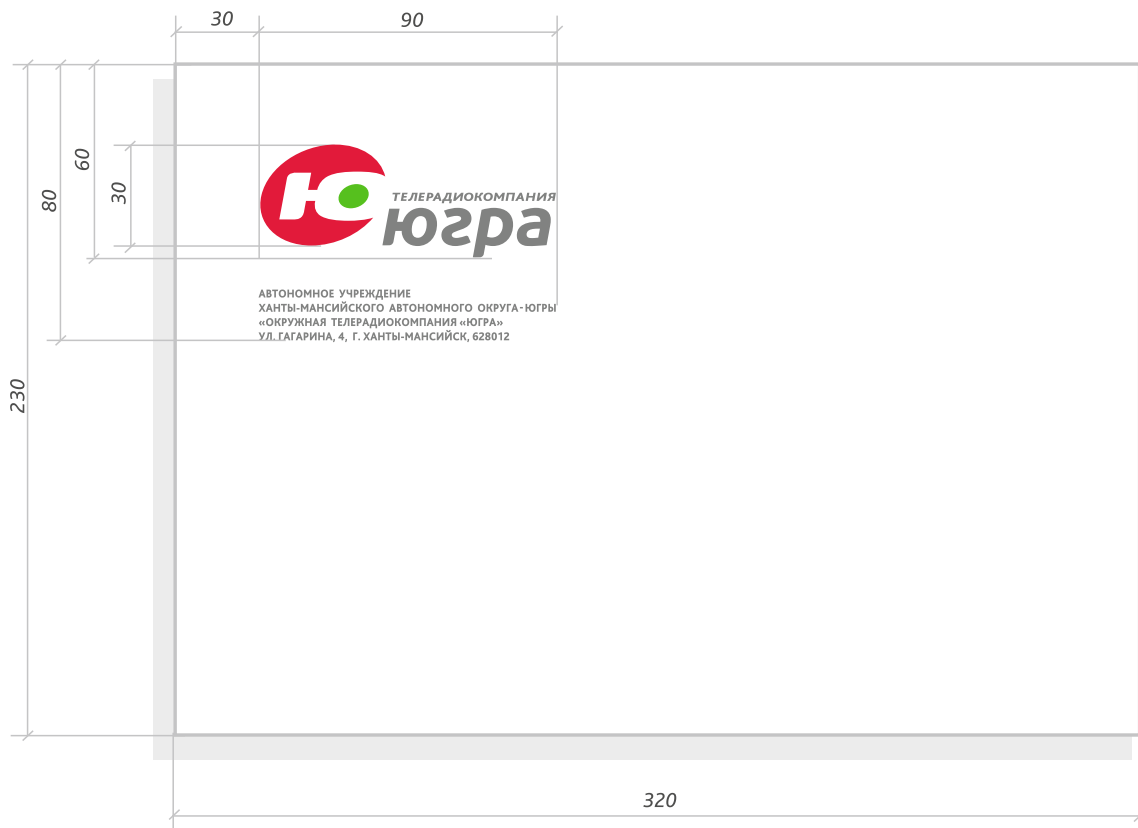 30
90
60
80
30
Ю
ТЕЛЕРАДИОКОМПАНИЯ
югра
АВТОНОМНОЕ УЧРЕЖДЕНИЕ
ХАНТЫ-МАНСИЙСКОГО АВТОНОМНОГО ОКРУГА-ЮГРЫ
«ОКРУЖНАЯ ТЕЛЕРАДИОКОМПАНИЯ «ЮГРА»
УЛ. ГАГАРИНА, 4, Г. ХАНТЫ-МАНСИЙСК, 628012
230
320